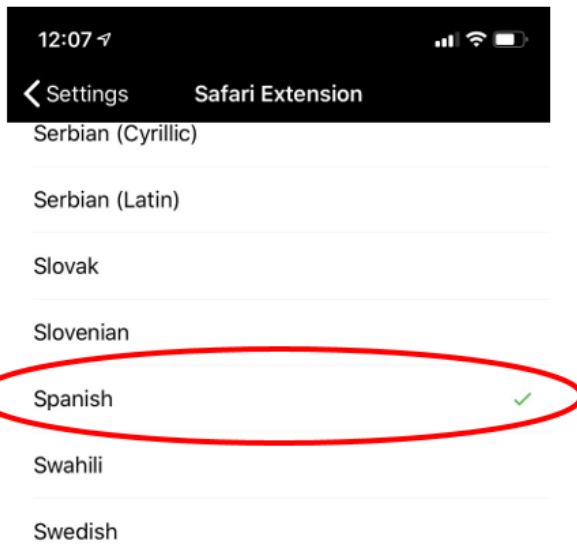 12:07
Settings Safari Extension
Serbian (Cyrillic)
Serbian (Latin)
Slovak
Slovenian
Spanish
Swahili
Swedish